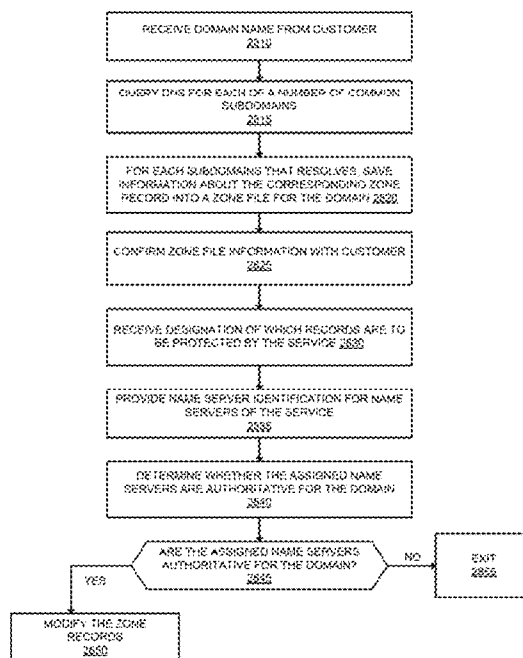 RECEIVE DOMAIN NAME FROM CUSTOMER
2810
QUERY DNS FOR EACH OF A NUMBER OF COMMON
SUBDOMAINS
2815
FOR EACH SUBDOMAINS THAT RESOLVES, SAVE
INFORMATION ABOUT THE CORRESPONDING ZONE
RECORD INTO A ZONE FILE FOR THE DOMAIN 2820
CONFIRM ZONE FILE INFORMATION WITH CUSTOMER
2825
RECEIVE DESIGNATION OF WHICH RECORDS ARE TO
BE PROTECTED BY THE SERVICE 2830
PROVIDE NAME SERVER IDENTIFICATION FOR NAME
SERVERS OF THE SERVICE
2835
DETERMINE WHETHER THE ASSIGNED NAME
SERVERS ARE AUTHORITATIVE FOR THE DOMAIN
2840
ARE THE ASSIGNED NAME SERVERS
AUTHORITATIVE FOR THE DOMAIN?
2845
NO
EXIT
2855
YES
MODIFY THE ZONE
RECORDS
2850